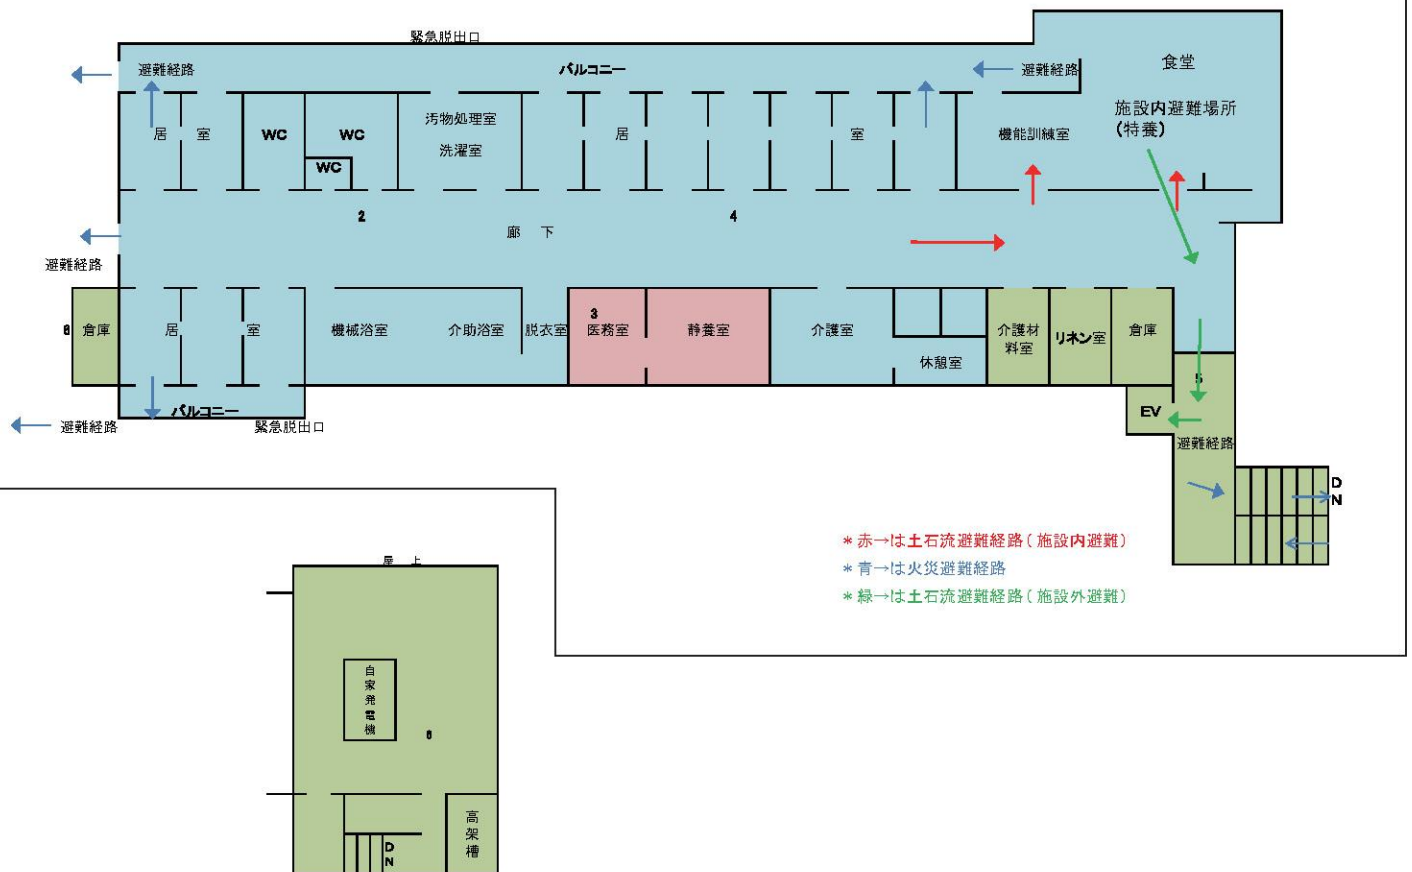 緊急脱出口
食堂
避難経路
バルコニー
避難経路
施設内避難場所
(特養)
居
室
WC
WC
WC
汚物処理室
洗濯室
居
室
機能訓練室
2
4
廊 下
避難経路
6
倉庫
居
室
機械浴室
介助浴室
脱衣室
3
医務室
静養室
介護室
休憩室
介護材
料室
リネン室
倉庫
5
バルコニー
避難経路
緊急脱出口
EV
避難経路
D
N
*赤→は土石流避難経路(施設内避難)
*青→は火災避難経路
*緑→は土石流避難経路(施設外避難)
屋 上
自
家
発
電
機
6
高
架
槽
D
N